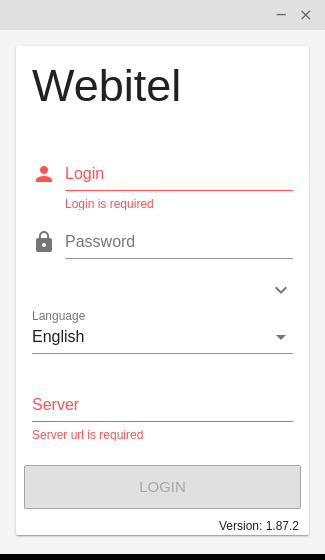 Webitel
Login
Login is required
Password
Language
English
Server
Server url is required
LOGIN
Version: 1.87.2